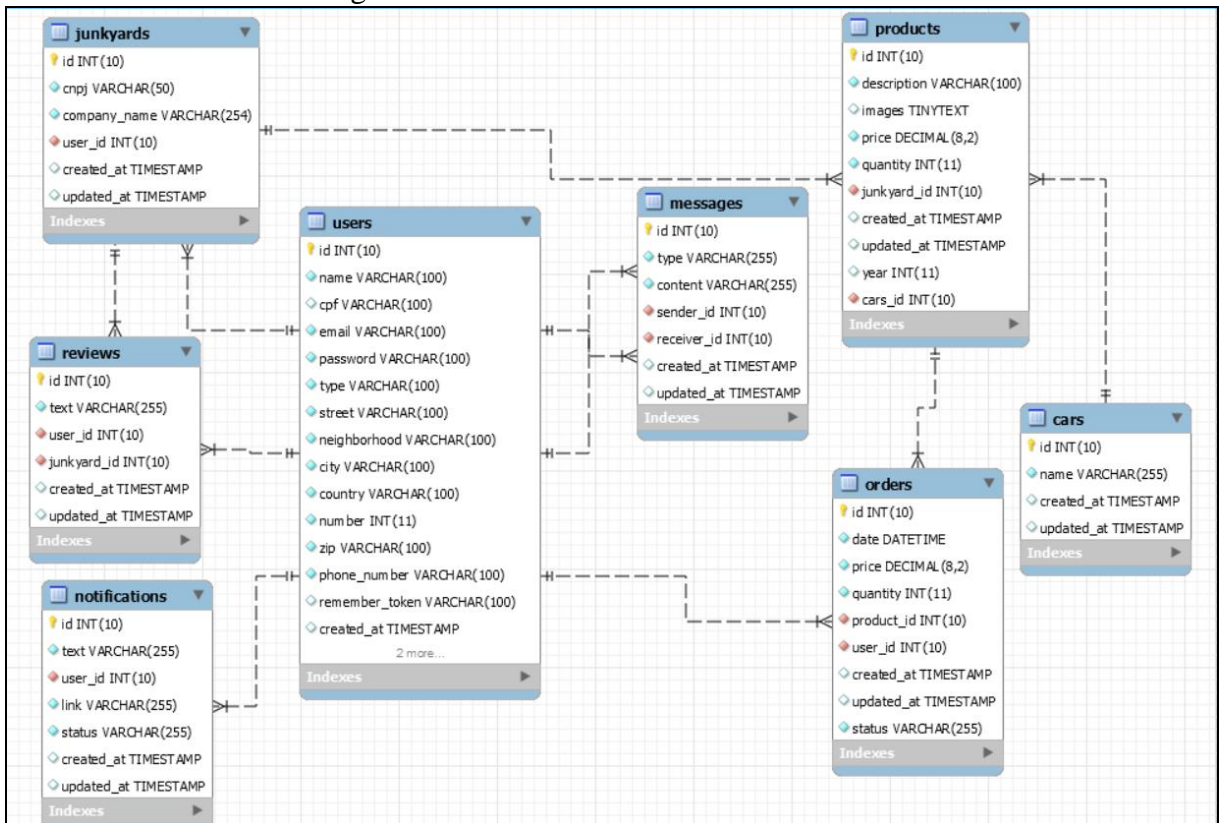 junkyards
id INT(10)
cnpj VARCHAR(50)
company_name VARCHAR(254)
user_id INT(10)
created_at TIMESTAMP
updated_at TIMESTAMP
Indexes
products
id INT(10)
description VARCHAR(100)
images TINYTEXT
price DECIMAL(8,2)
quantity INT(11)
junkyard_id INT(10)
created_at TIMESTAMP
updated_at TIMESTAMP
year INT(11)
cars_id INT(10)
Indexes
users
id INT(10)
name VARCHAR(100)
cpf VARCHAR(100)
email VARCHAR(100)
password VARCHAR(100)
type VARCHAR(100)
street VARCHAR(100)
neighborhood VARCHAR(100)
city VARCHAR(100)
country VARCHAR(100)
number INT(11)
zip VARCHAR(100)
phone_number VARCHAR(100)
remember_token VARCHAR(100)
created_at TIMESTAMP
2 more...
Indexes
messages
id INT(10)
type VARCHAR(255)
content VARCHAR(255)
sender_id INT(10)
receiver_id INT(10)
created_at TIMESTAMP
updated_at TIMESTAMP
Indexes
reviews
id INT(10)
text VARCHAR(255)
user_id INT(10)
junkyard_id INT(10)
created_at TIMESTAMP
updated_at TIMESTAMP
Indexes
cars
id INT(10)
name VARCHAR(255)
created_at TIMESTAMP
updated_at TIMESTAMP
Indexes
orders
id INT(10)
date DATETIME
price DECIMAL(8,2)
quantity INT(11)
product_id INT(10)
user_id INT(10)
created_at TIMESTAMP
updated_at TIMESTAMP
status VARCHAR(255)
Indexes
notifications
id INT(10)
text VARCHAR(255)
user_id INT(10)
link VARCHAR(255)
status VARCHAR(255)
created_at TIMESTAMP
updated_at TIMESTAMP
Indexes